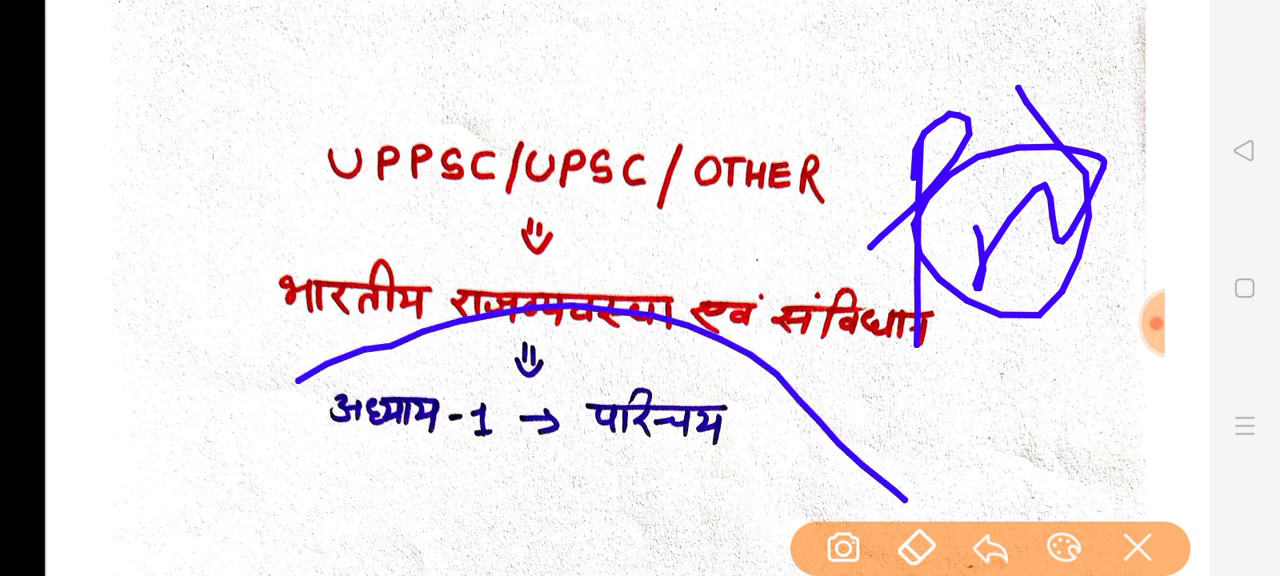 UPPSC/UPSC/OTHER
भारतीय राजव्यवस्था एवं संविधान
अध्याय-1 → परिचय